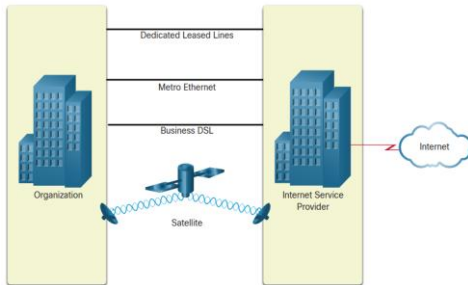 Dedicated Leased Lines
Metro Ethernet
Business DSL
Internet
Organization
Internet Service
Provider
Satellite